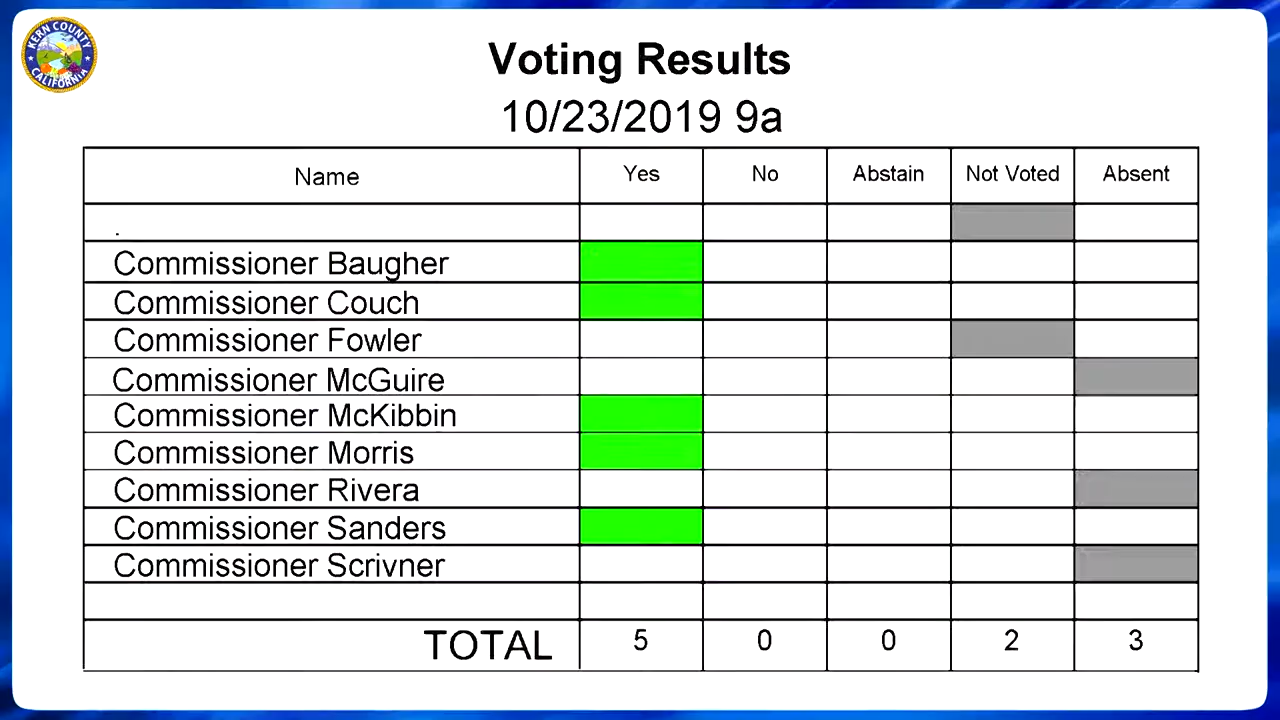 KERN COUNTY
CALIFORNIA
Voting Results
10/23/2019 9a
Name Yes No Abstain Not Voted Absent
.
Commissioner Baugher
Commissioner Couch
Commissioner Fowler
Commissioner McGuire
Commissioner McKibbin
Commissioner Morris
Commissioner Rivera
Commissioner Sanders
Commissioner Scrivner
TOTAL 5 0 0 2 3